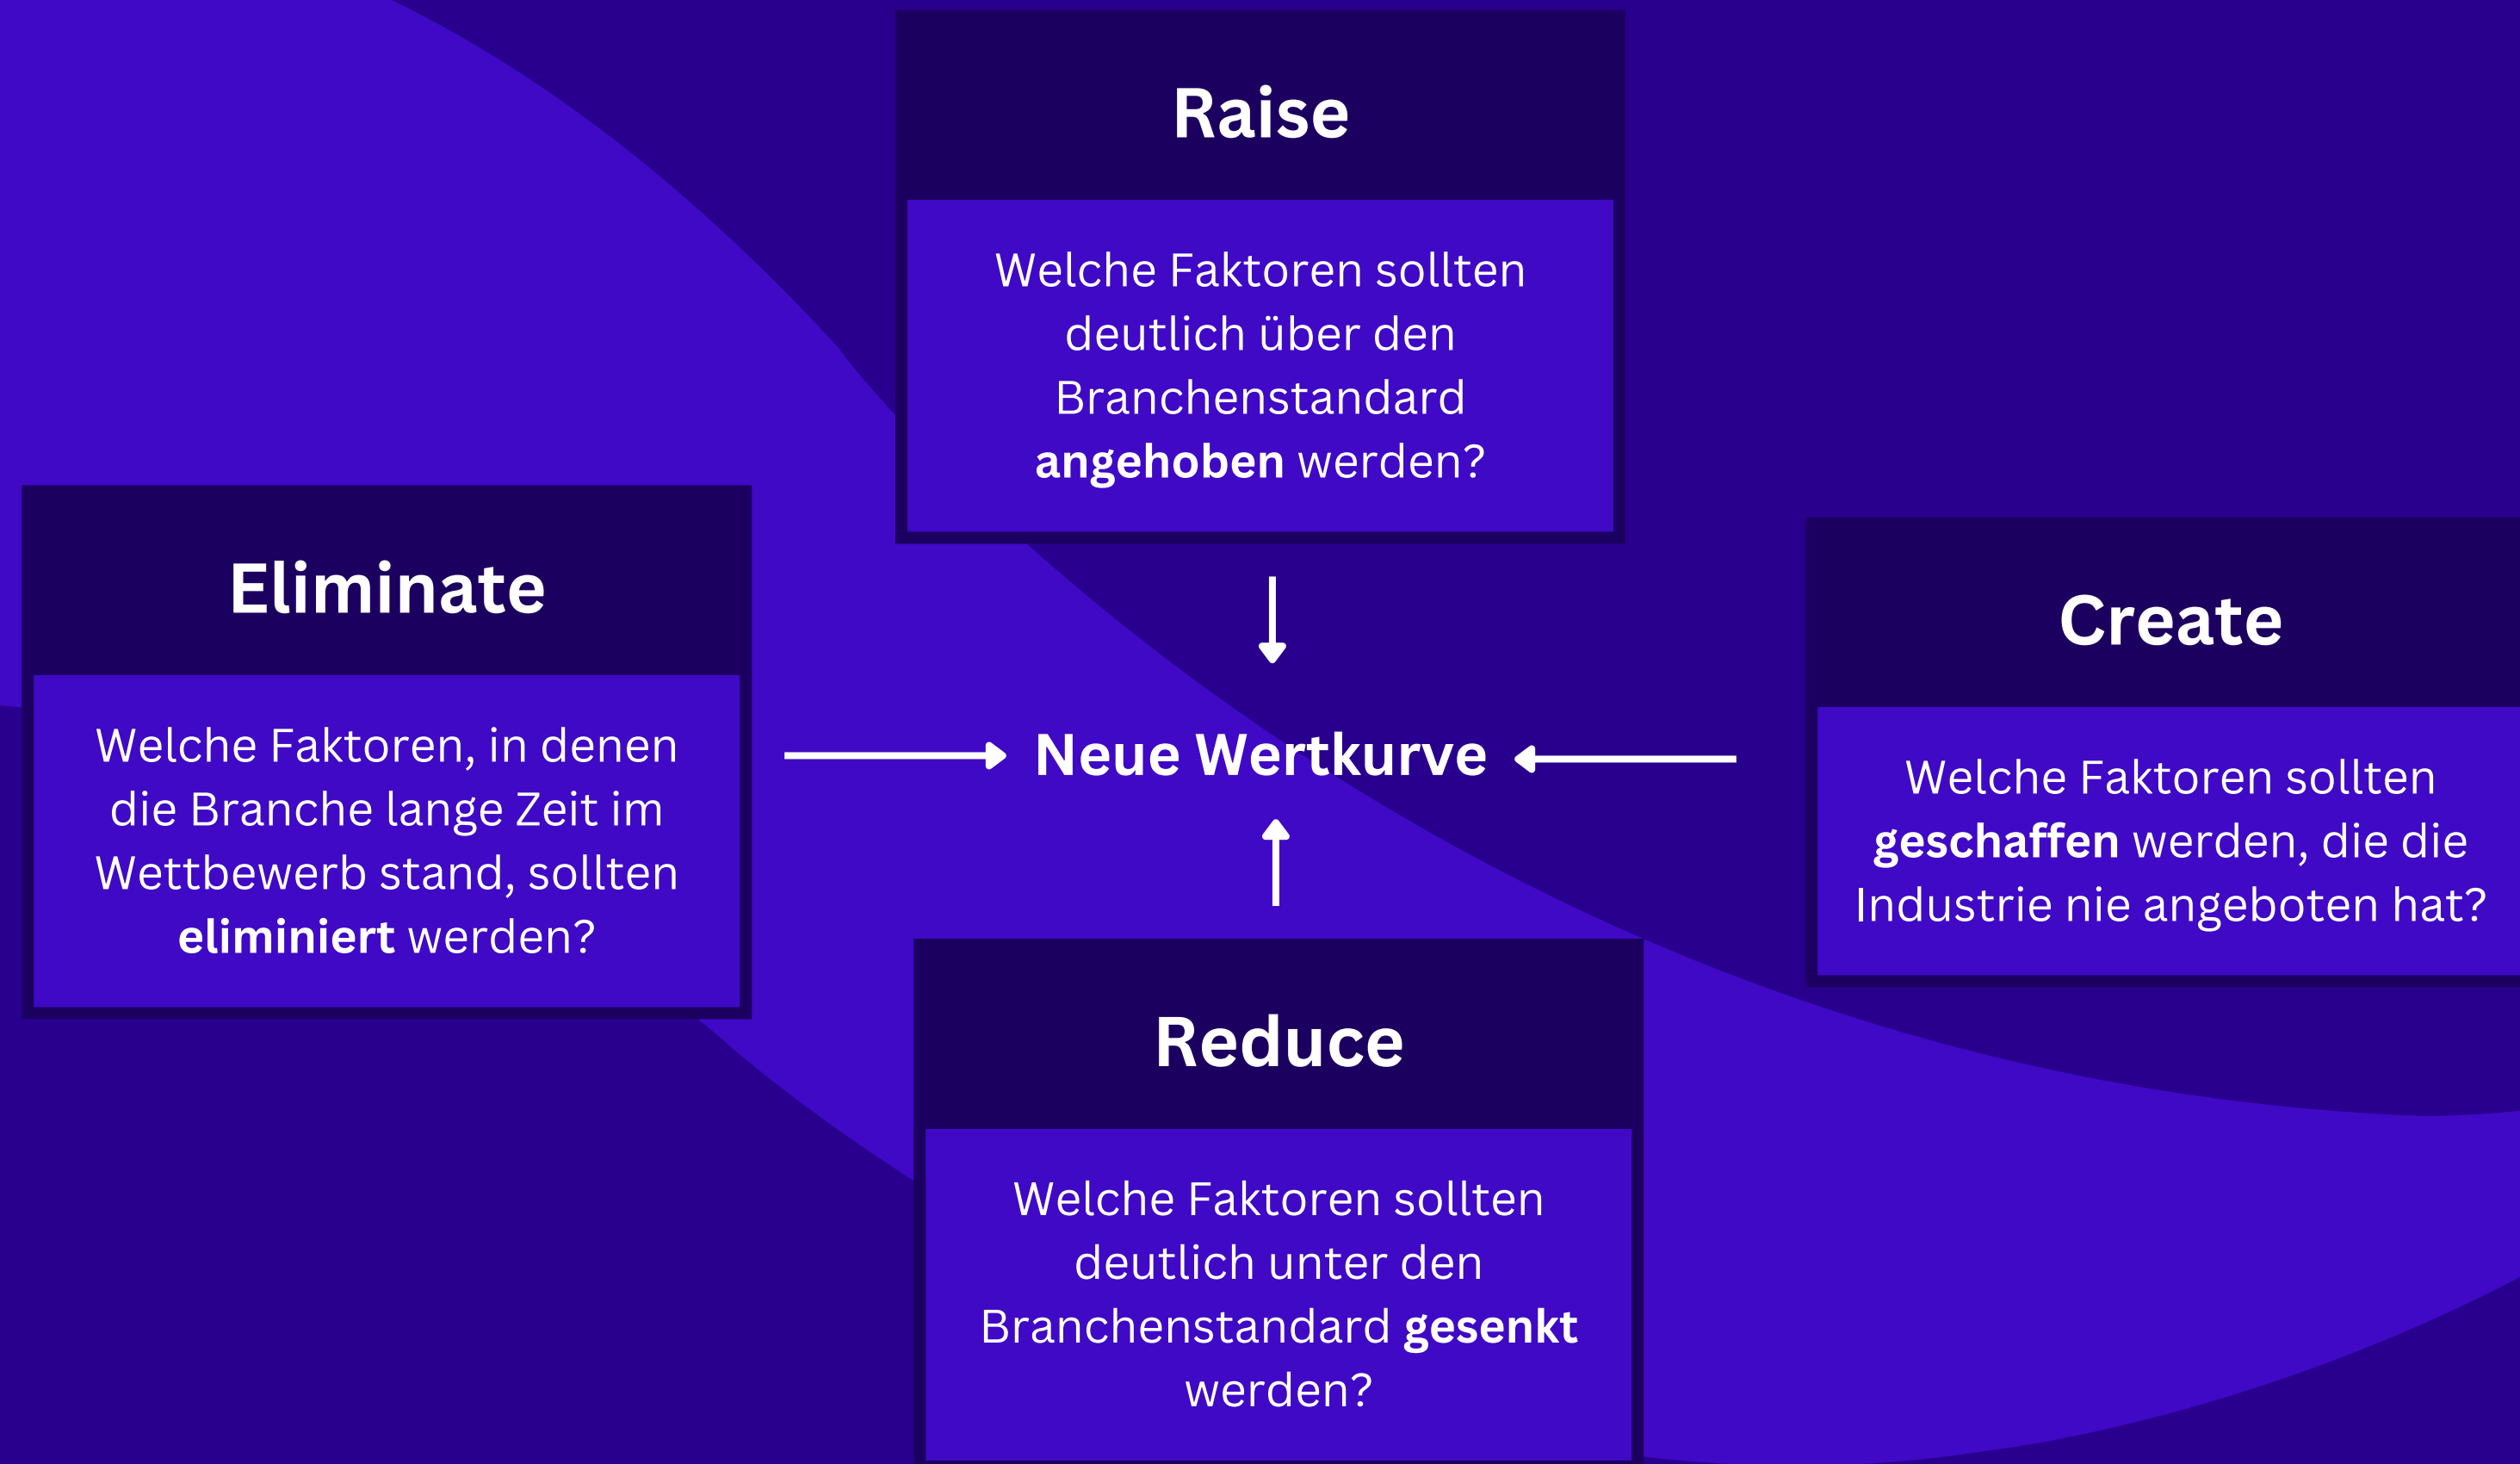 Raise
Welche Faktoren sollten
deutlich über den
Branchenstandard
angehoben werden?
Eliminate
Welche Faktoren, in denen
die Branche lange Zeit im
Wettbewerb stand, sollten
eliminiert werden?
Neue Wertkurve
Create
Welche Faktoren sollten
geschaffen werden, die die
Industrie nie angeboten hat?
Reduce
Welche Faktoren sollten
deutlich unter den
Branchenstandard gesenkt
werden?